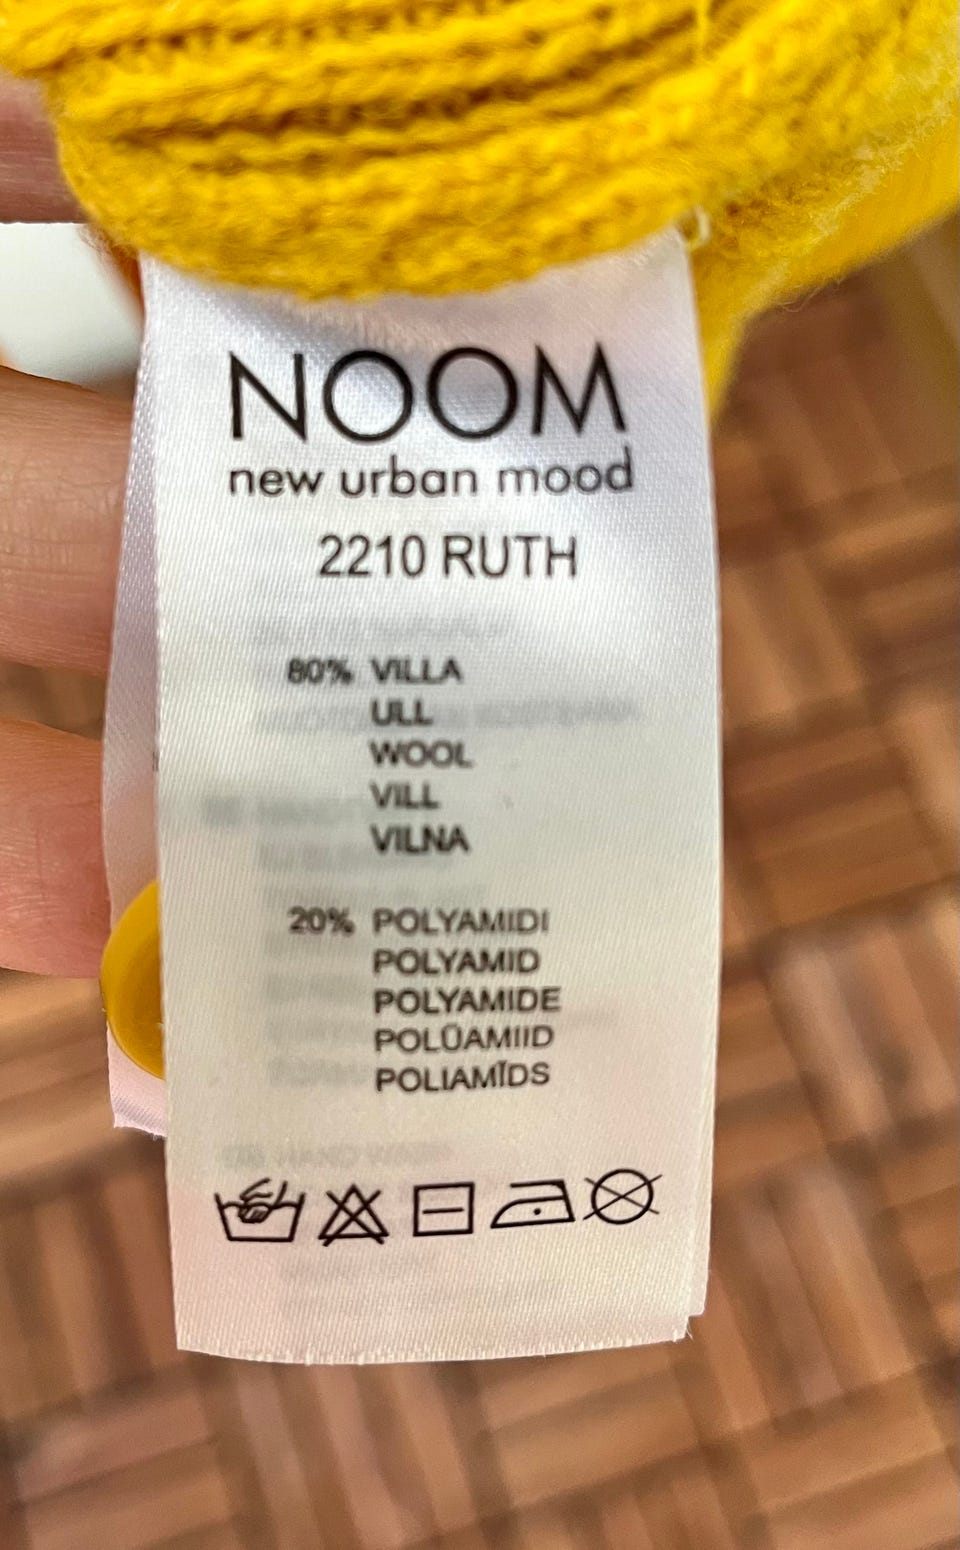 NOOM
new urban mood
2210 RUTH
80% VILLA
ULL
WOOL
VILL
VILNA
20% POLYAMIDI
POLYAMID
POLYAMIDE
POLÜAMIID
POLIAMĪDS